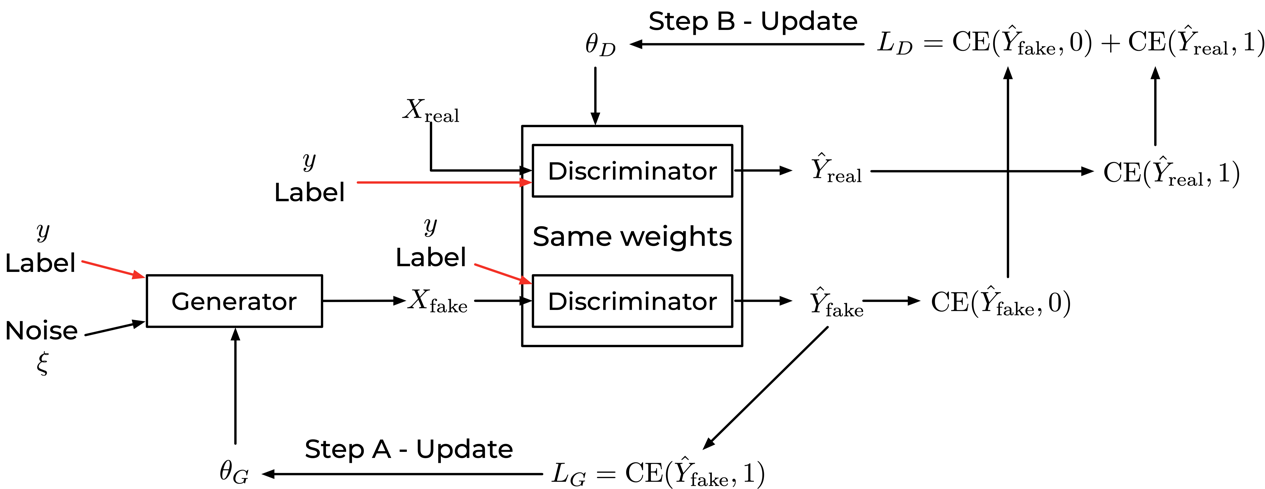 Step B - Update
θ_D
L_D = CE(Ŷ_fake, 0) + CE(Ŷ_real, 1)
X_real
y
Label
Discriminator
Ŷ_real
CE(Ŷ_real, 1)
y
Label
Same weights
y
Label
Generator
X_fake
Discriminator
Ŷ_fake
CE(Ŷ_fake, 0)
Noise
ξ
Step A - Update
θ_G
L_G = CE(Ŷ_fake, 1)